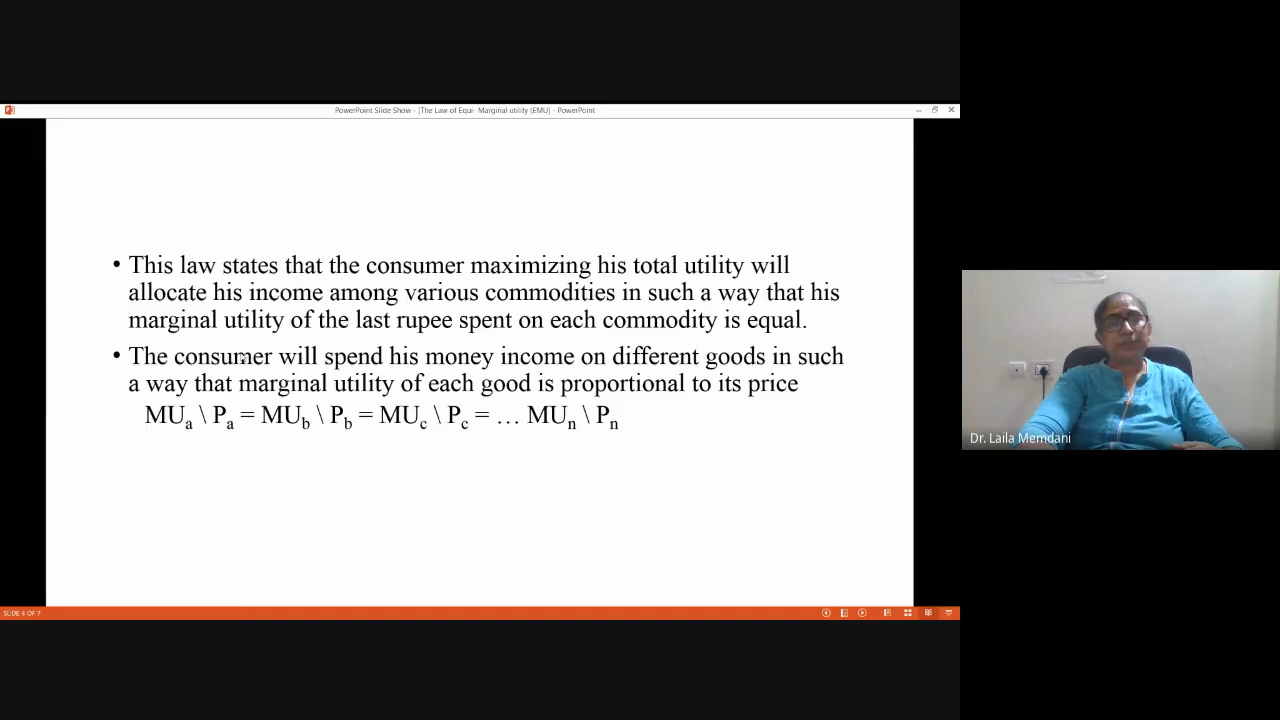 PowerPoint Slide Show - [The Law of Equi- Marginal utility (EMU] - PowerPoint
• This law states that the consumer maximizing his total utility will
allocate his income among various commodities in such a way that his
marginal utility of the last rupee spent on each commodity is equal.
• The consumer will spend his money income on different goods in such
a way that marginal utility of each good is proportional to its price
MUa \ Pa = MUb \ Pb = MUc \ Pc = … MUn \ Pn
Dr. Laila Memdani
SLIDE 4 OF 7